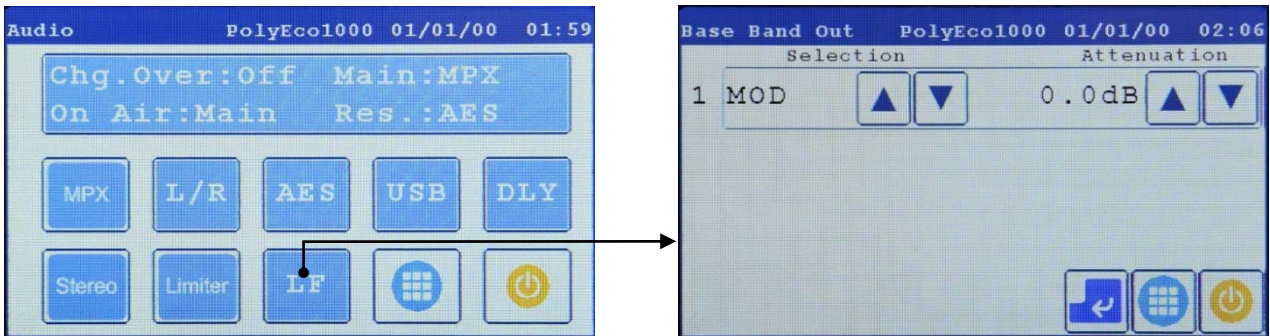 Audio PolyEco1000 01/01/00 01:59
Chg.Over:Off Main:MPX
On Air:Main Res.:AES
MPX L/R AES USB DLY
Stereo Limiter LF
Base Band Out PolyEco1000 01/01/00 02:06
Selection Attenuation
1 MOD 0.0dB